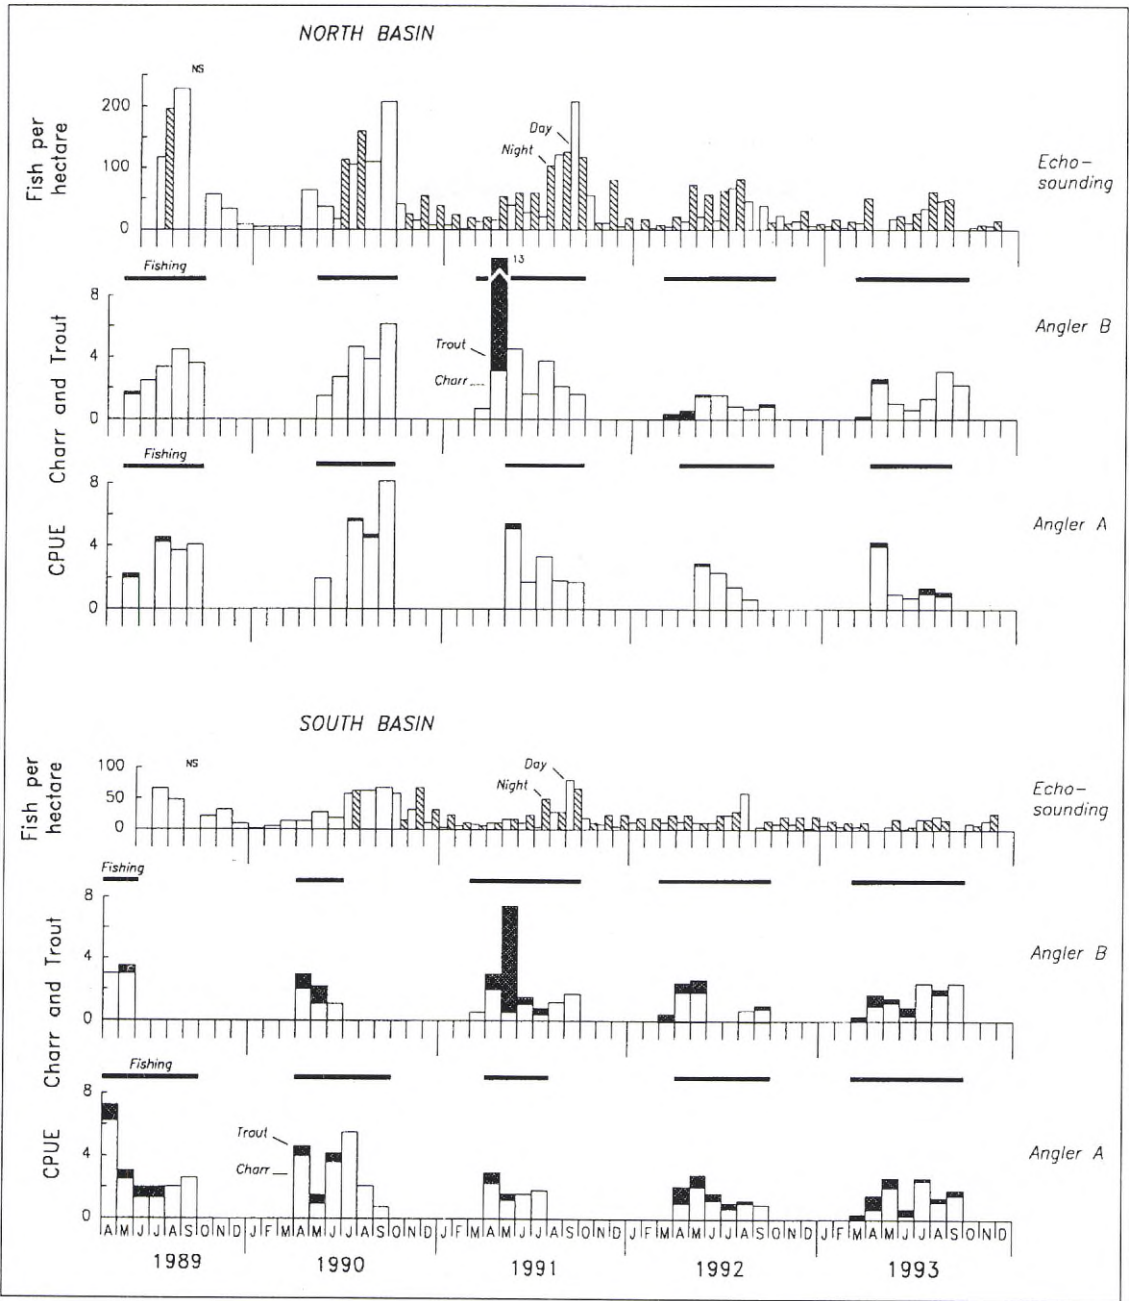 NORTH BASIN
NS
Fish per
hectare
200
100
0
Day
Night
Echo-
sounding
Fishing
13
Charr and Trout
8
4
0
Trout
Charr
Angler B
Fishing
CPUE
8
4
0
Angler A
SOUTH BASIN
NS
Fish per
hectare
100
50
0
Day
Night
Echo-
sounding
Fishing
Charr and Trout
8
4
0
Angler B
Fishing
CPUE
8
4
0
Trout
Charr
Angler A
A M J J A S O N D J F M A M J J A S O N D J F M A M J J A S O N D J F M A M J J A S O N D J F M A M J J A S O N D
1989 1990 1991 1992 1993